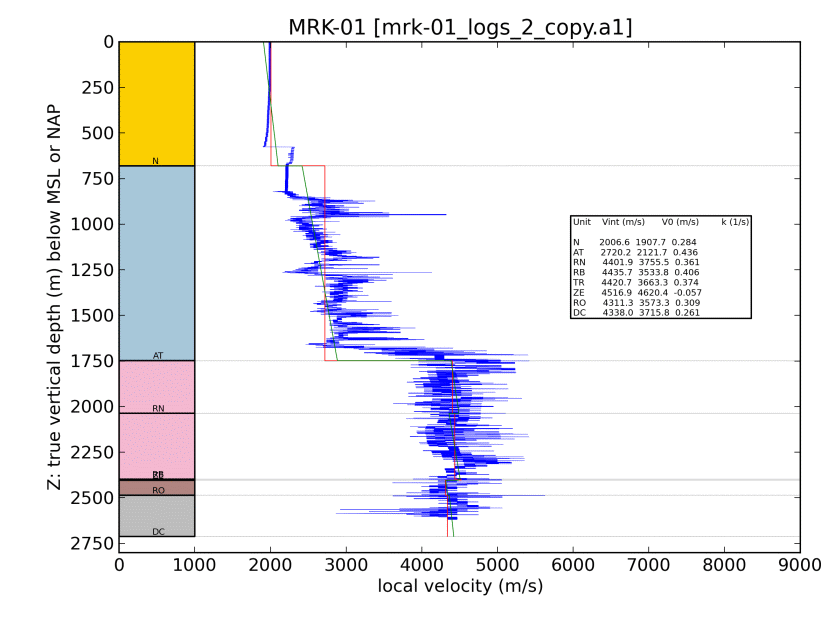 MRK-01 [mrk-01_logs_2_copy.a1]
Z: true vertical depth (m) below MSL or NAP
0
250
500
750
1000
1250
1500
1750
2000
2250
2500
2750
N
AT
RN
RO
DC
Unit Vint (m/s) V0 (m/s) k (1/s)
N 2006.6 1907.7 0.284
AT 2720.2 2121.7 0.436
RN 4401.9 3755.5 0.361
RB 4435.7 3533.8 0.406
TR 4420.7 3663.3 0.374
ZE 4516.9 4620.4 -0.057
RO 4311.3 3573.3 0.309
DC 4338.0 3715.8 0.261
0 1000 2000 3000 4000 5000 6000 7000 8000 9000
local velocity (m/s)